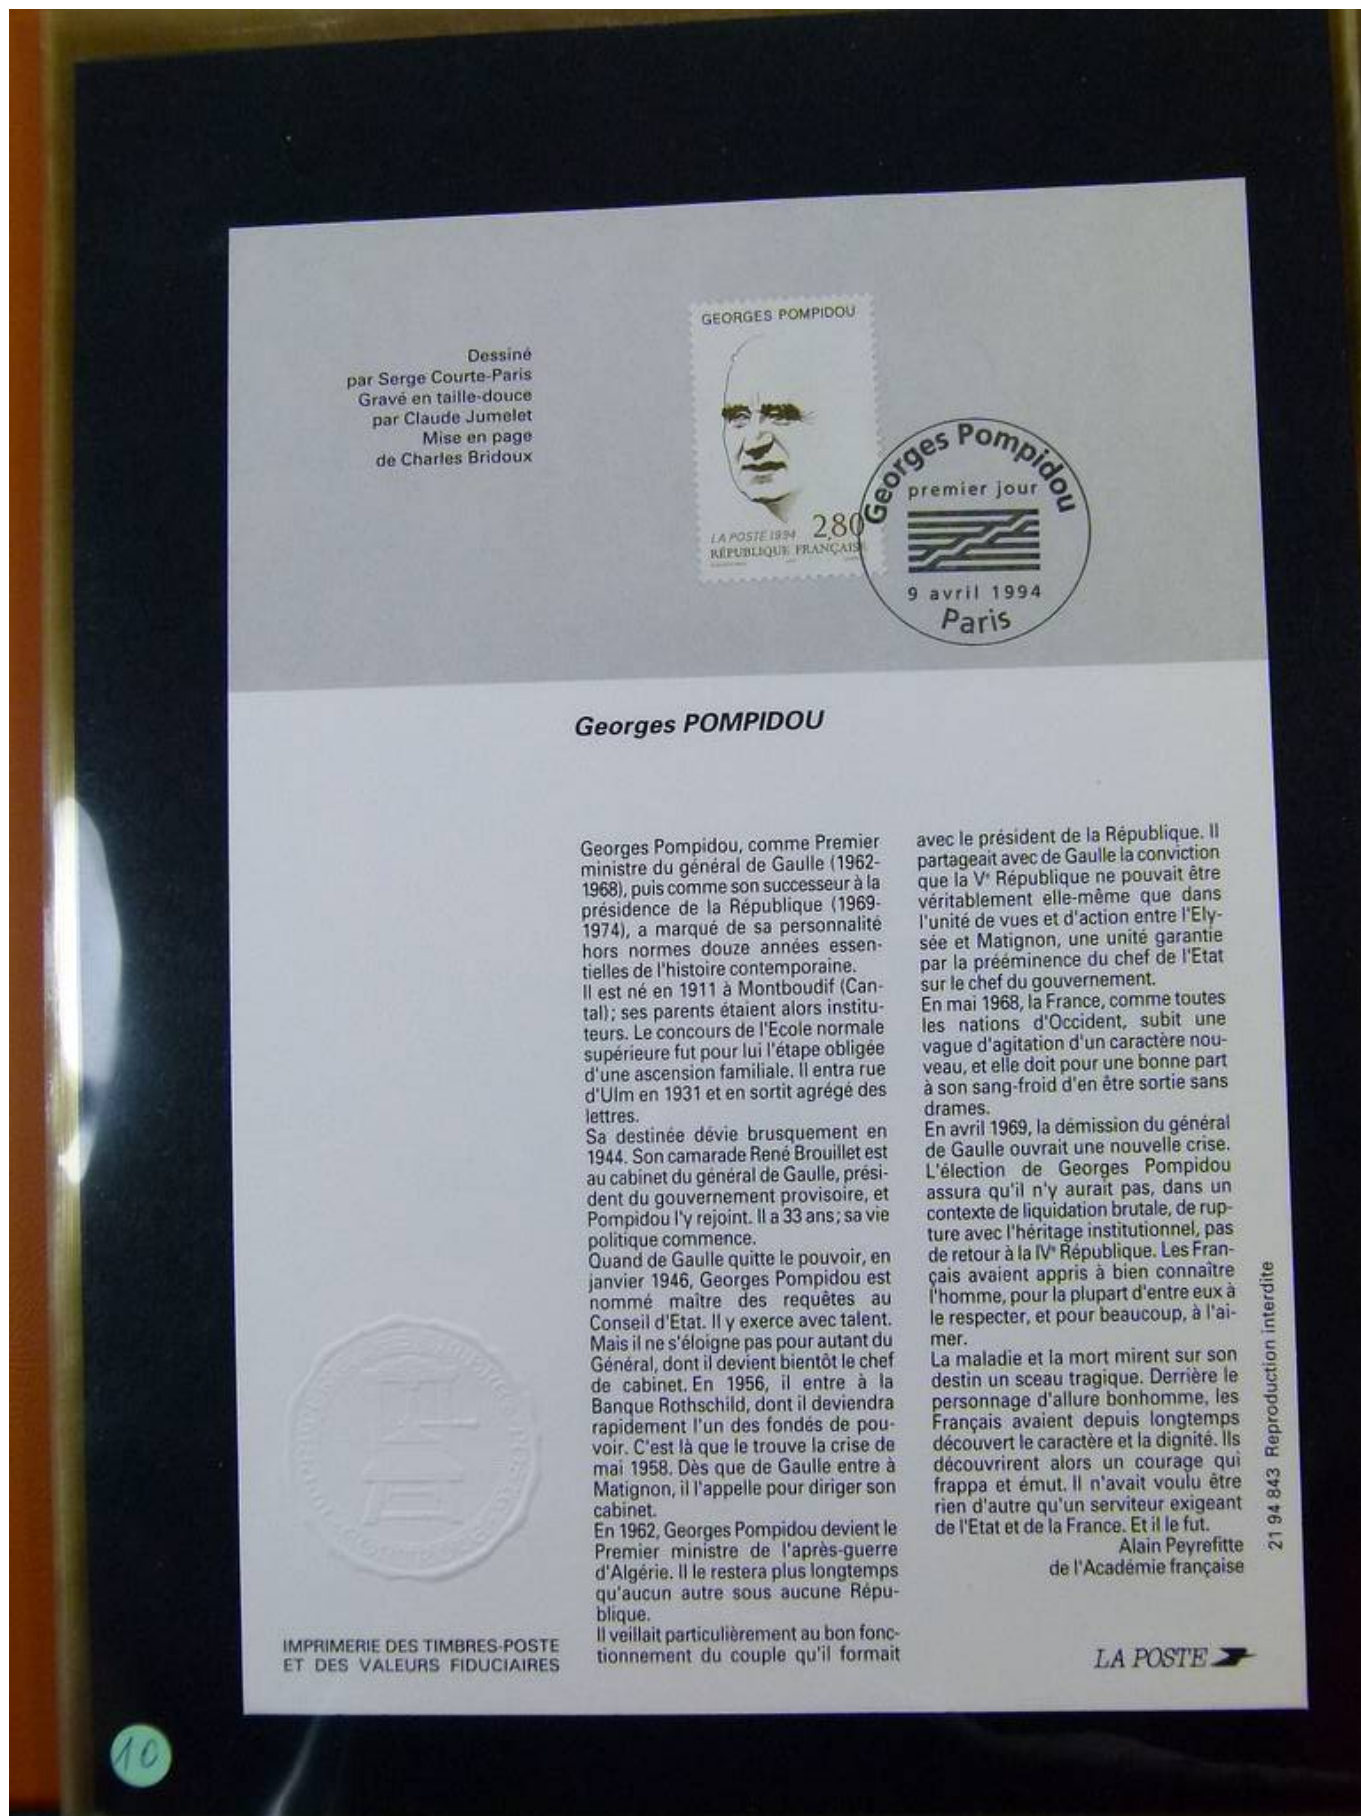 Dessiné
par Serge Courte-Paris
Gravé en taille-douce
par Claude Jumelet
Mise en page
de Charles Bridoux
GEORGES POMPIDOU
LA POSTE 1994 2,80
RÉPUBLIQUE FRANÇAISE
Georges Pompidou
premier jour
9 avril 1994
Paris
Georges POMPIDOU
Georges Pompidou, comme Premier
ministre du général de Gaulle (1962-
1968), puis comme son successeur à la
présidence de la République (1969-
1974), a marqué de sa personnalité
hors normes douze années essen-
tielles de l'histoire contemporaine.
Il est né en 1911 à Montboudif (Can-
tal); ses parents étaient alors institu-
teurs. Le concours de l'Ecole normale
supérieure fut pour lui l'étape obligée
d'une ascension familiale. Il entra rue
d'Ulm en 1931 et en sortit agrégé des
lettres.
Sa destinée dévie brusquement en
1944. Son camarade René Brouillet est
au cabinet du général de Gaulle, prési-
dent du gouvernement provisoire, et
Pompidou l'y rejoint. Il a 33 ans; sa vie
politique commence.
Quand de Gaulle quitte le pouvoir, en
janvier 1946, Georges Pompidou est
nommé maître des requêtes au
Conseil d'Etat. Il y exerce avec talent.
Mais il ne s'éloigne pas pour autant du
Général, dont il devient bientôt le chef
de cabinet. En 1956, il entre à la
Banque Rothschild, dont il deviendra
rapidement l'un des fondés de pou-
voir. C'est là que le trouve la crise de
mai 1958. Dès que de Gaulle entre à
Matignon, il l'appelle pour diriger son
cabinet.
En 1962, Georges Pompidou devient le
Premier ministre de l'après-guerre
d'Algérie. Il le restera plus longtemps
qu'aucun autre sous aucune Répu-
blique.
Il veillait particulièrement au bon fonc-
tionnement du couple qu'il formait
avec le président de la République. Il
partageait avec de Gaulle la conviction
que la Ve République ne pouvait être
véritablement elle-même que dans
l'unité de vues et d'action entre l'Ely-
sée et Matignon, une unité garantie
par la prééminence du chef de l'Etat
sur le chef du gouvernement.
En mai 1968, la France, comme toutes
les nations d'Occident, subit une
vague d'agitation d'un caractère nou-
veau, et elle doit pour une bonne part
à son sang-froid d'en être sortie sans
drames.
En avril 1969, la démission du général
de Gaulle ouvrait une nouvelle crise.
L'élection de Georges Pompidou
assura qu'il n'y aurait pas, dans un
contexte de liquidation brutale, de rup-
ture avec l'héritage institutionnel, pas
de retour à la IVe République. Les Fran-
çais avaient appris à bien connaître
l'homme, pour la plupart d'entre eux à
le respecter, et pour beaucoup, à l'ai-
mer.
La maladie et la mort mirent sur son
destin un sceau tragique. Derrière le
personnage d'allure bonhomme, les
Français avaient depuis longtemps
découvert le caractère et la dignité. Ils
découvrirent alors un courage qui
frappa et émut. Il n'avait voulu être
rien d'autre qu'un serviteur exigeant
de l'Etat et de la France. Et il le fut.
Alain Peyrefitte
de l'Académie française
21 94 843 Reproduction interdite
IMPRIMERIE DES TIMBRES-POSTE
ET DES VALEURS FIDUCIAIRES
LA POSTE
10